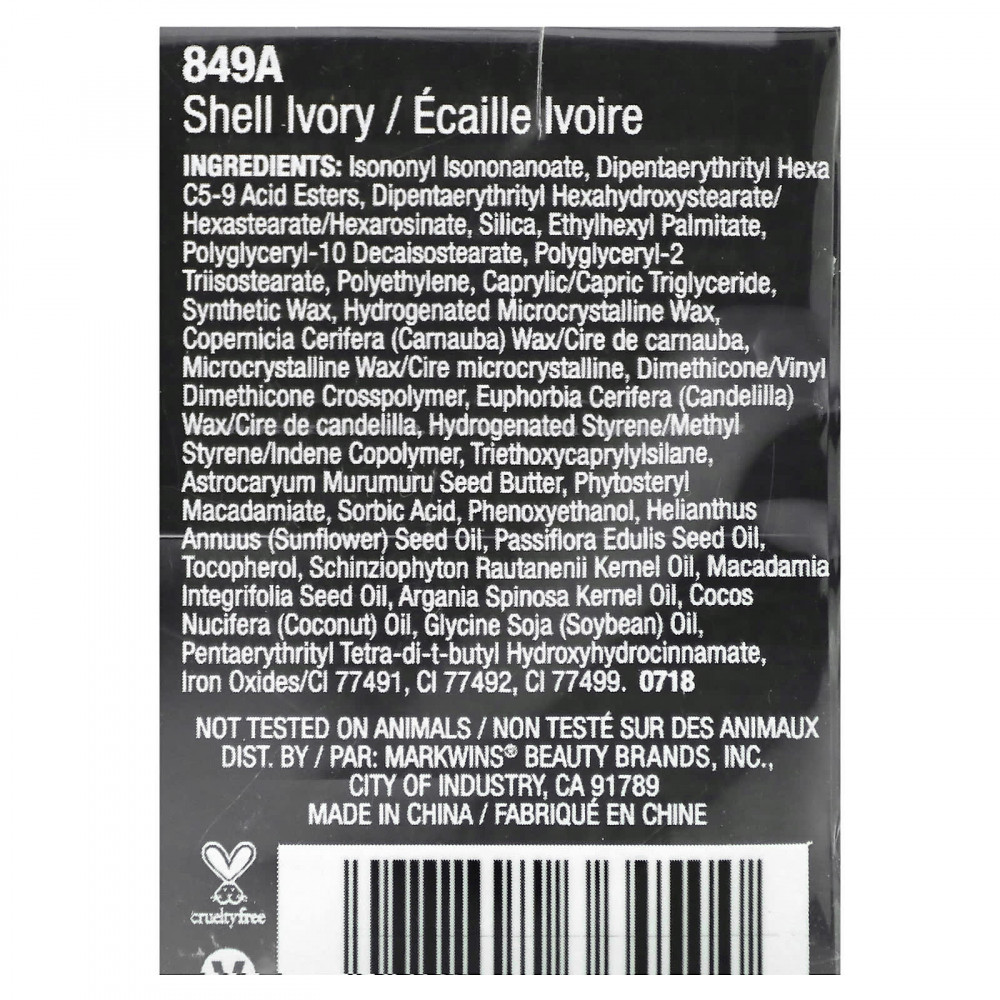 849A
Shell Ivory / Écaille Ivoire
INGREDIENTS: Isononyl Isononanoate, Dipentaerythrityl Hexa
C5-9 Acid Esters, Dipentaerythrityl Hexahydroxystearate/
Hexastearate/Hexarosinate, Silica, Ethylhexyl Palmitate,
Polyglyceryl-10 Decaisostearate, Polyglyceryl-2
Triisostearate, Polyethylene, Caprylic/Capric Triglyceride,
Synthetic Wax, Hydrogenated Microcrystalline Wax,
Copernicia Cerifera (Carnauba) Wax/Cire de carnauba,
Microcrystalline Wax/Cire microcrystalline, Dimethicone/Vinyl
Dimethicone Crosspolymer, Euphorbia Cerifera (Candelilla)
Wax/Cire de candelilla, Hydrogenated Styrene/Methyl
Styrene/Indene Copolymer, Triethoxycaprylylsilane,
Astrocaryum Murumuru Seed Butter, Phytosteryl
Macadamiate, Sorbic Acid, Phenoxyethanol, Helianthus
Annuus (Sunflower) Seed Oil, Passiflora Edulis Seed Oil,
Tocopherol, Schinziophyton Rautanenii Kernel Oil, Macadamia
Integrifolia Seed Oil, Argania Spinosa Kernel Oil, Cocos
Nucifera (Coconut) Oil, Glycine Soja (Soybean) Oil,
Pentaerythrityl Tetra-di-t-butyl Hydroxyhydrocinnamate,
Iron Oxides/CI 77491, CI 77492, CI 77499. 0718
NOT TESTED ON ANIMALS / NON TESTÉ SUR DES ANIMAUX
DIST. BY / PAR: MARKWINS® BEAUTY BRANDS, INC.,
CITY OF INDUSTRY, CA 91789
MADE IN CHINA / FABRIQUÉ EN CHINE
crueltyfree